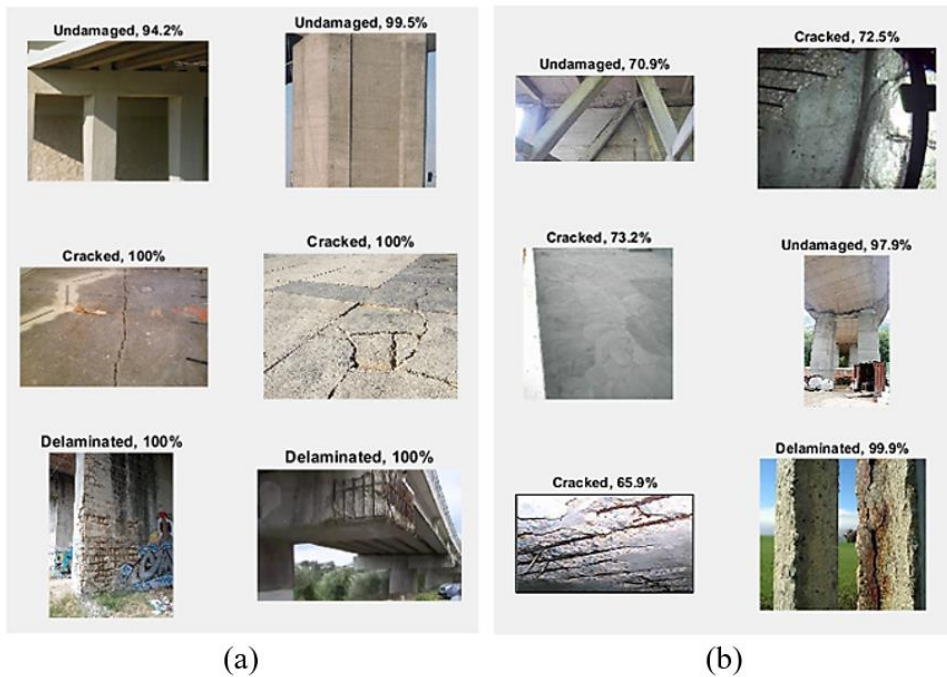 Undamaged, 94.2%
Undamaged, 99.5%
Cracked, 100%
Cracked, 100%
Delaminated, 100%
Delaminated, 100%
(a)
Undamaged, 70.9%
Cracked, 72.5%
Cracked, 73.2%
Undamaged, 97.9%
Cracked, 65.9%
Delaminated, 99.9%
(b)